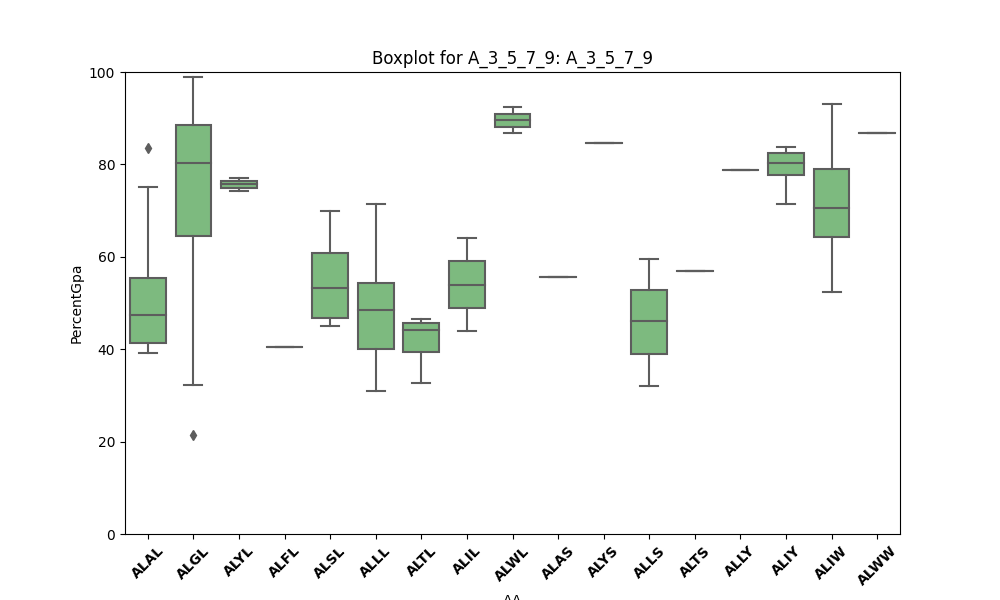 Boxplot for A_3_5_7_9: A_3_5_7_9
100
80
60
40
20
0
PercentGpa
ALAL ALGL ALYL ALFL ALSL ALLL ALTL ALIL ALWL ALAS ALYS ALLS ALTS ALLY ALIY ALIW ALWW